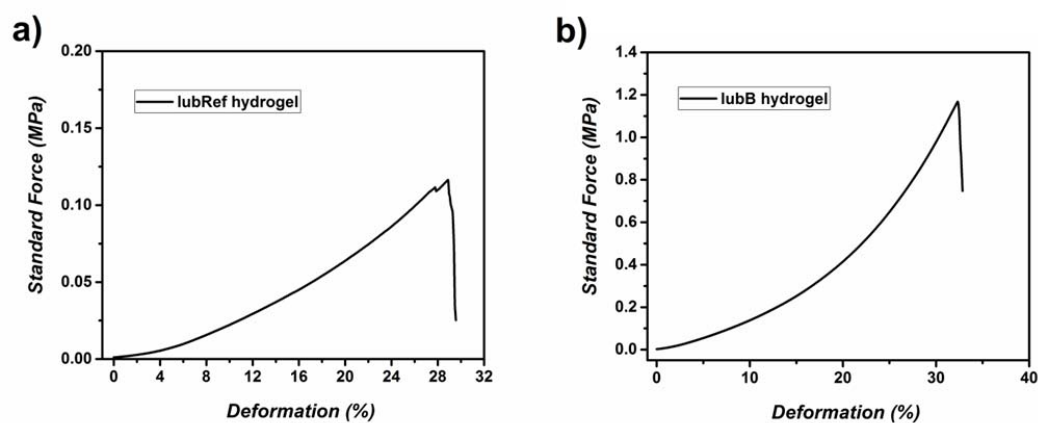 a)
Standard Force (MPa)
0.20
0.15
0.10
0.05
0.00
lubRef hydrogel
0 4 8 12 16 20 24 28 32
Deformation (%)
b)
Standard Force (MPa)
1.4
1.2
1.0
0.8
0.6
0.4
0.2
0.0
lubB hydrogel
0 10 20 30 40
Deformation (%)